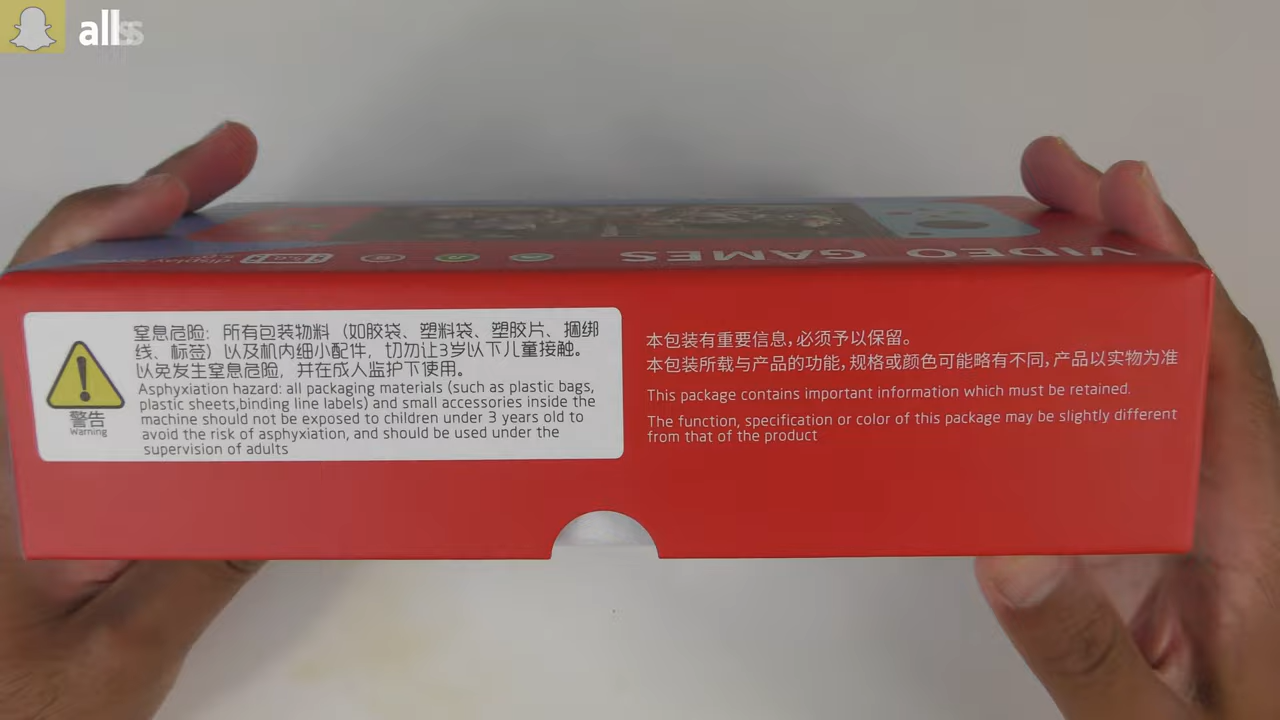 all
VIDEO GAMES
窒息危险：所有包装物料（如胶袋、塑料袋、塑胶片、捆绑
线、标签）以及机内细小配件，切勿让3岁以下儿童接触。
以免发生窒息危险，并在成人监护下使用。
Asphyxiation hazard: all packaging materials (such as plastic bags,
plastic sheets,binding line labels) and small accessories inside the
machine should not be exposed to children under 3 years old to
avoid the risk of asphyxiation, and should be used under the
supervision of adults
警告
Warning
本包装有重要信息，必须予以保留。
本包装所载与产品的功能，规格或颜色可能略有不同，产品以实物为准
This package contains important information which must be retained.
The function, specification or color of this package may be slightly different
from that of the product